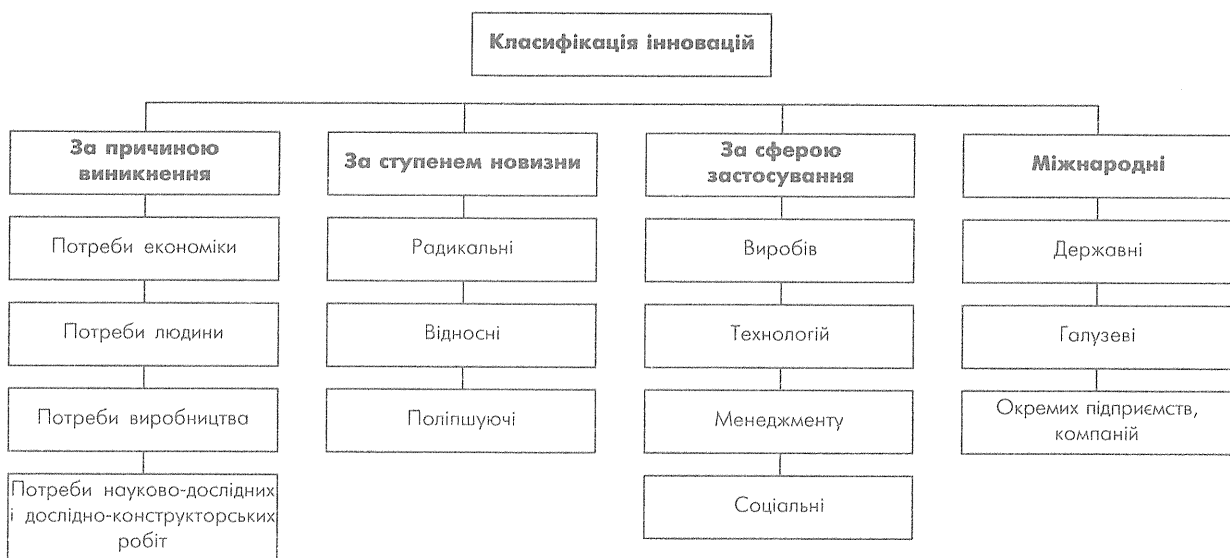 Класифікація інновацій
За причиною
виникнення
За ступенем новизни
За сферою
застосування
Міжнародні
Потреби економіки
Радикальні
Виробів
Державні
Потреби людини
Відносні
Технологій
Галузеві
Потреби виробництва
Поліпшуючі
Менеджменту
Окремих підприємств,
компаній
Потреби науково-дослідних
і дослідно-конструкторських
робіт
Соціальні